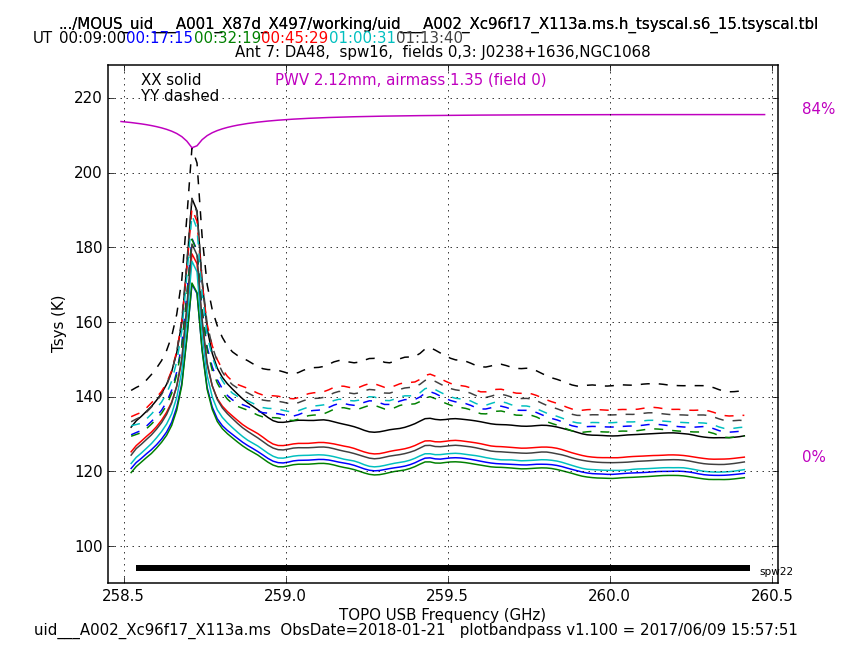 .../MOUS_uid___A001_X87d_X497/working/uid___A002_Xc96f17_X113a.ms.h_tsyscal.s6_15.tsyscal.tbl
UT 00:09:00 00:17:15 00:32:19 00:45:29 01:00:31 01:13:40
Ant 7: DA48,  spw16,  fields 0,3: J0238+1636,NGC1068
XX solid
PWV 2.12mm, airmass 1.35 (field 0)
YY dashed
84%
0%
220
200
180
160
140
120
100
Tsys (K)
spw22
258.5
259.0
259.5
260.0
260.5
TOPO USB Frequency (GHz)
uid___A002_Xc96f17_X113a.ms  ObsDate=2018-01-21   plotbandpass v1.100 = 2017/06/09 15:57:51